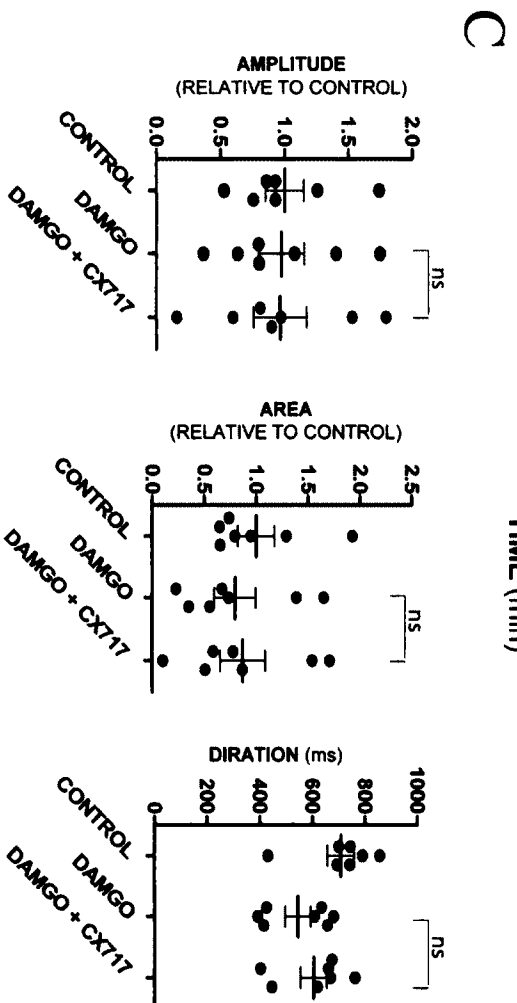 C
TIME (min)
AMPLITUDE
(RELATIVE TO CONTROL)
2.0
1.5
1.0
0.5
0.0
ns
CONTROL
DAMGO
DAMGO + CX717
AREA
(RELATIVE TO CONTROL)
2.5
2.0
1.5
1.0
0.5
0.0
ns
CONTROL
DAMGO
DAMGO + CX717
DIRATION (ms)
1000
800
600
400
200
0
ns
CONTROL
DAMGO
DAMGO + CX717